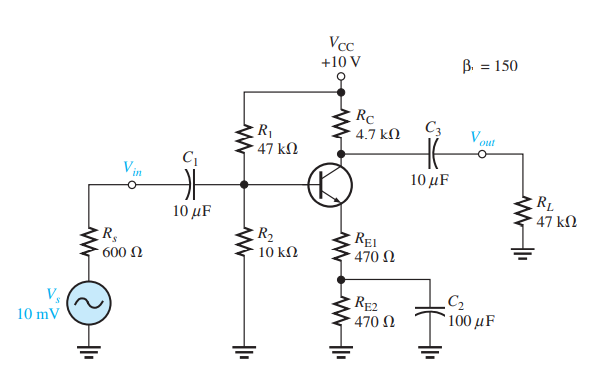 V_CC
+10 V
β = 150
R_C
4.7 kΩ
C_3
V_out
R_1
47 kΩ
C_1
V_in
10 μF
10 μF
R_L
47 kΩ
R_s
600 Ω
R_2
10 kΩ
R_E1
470 Ω
V_s
10 mV
R_E2
470 Ω
C_2
100 μF